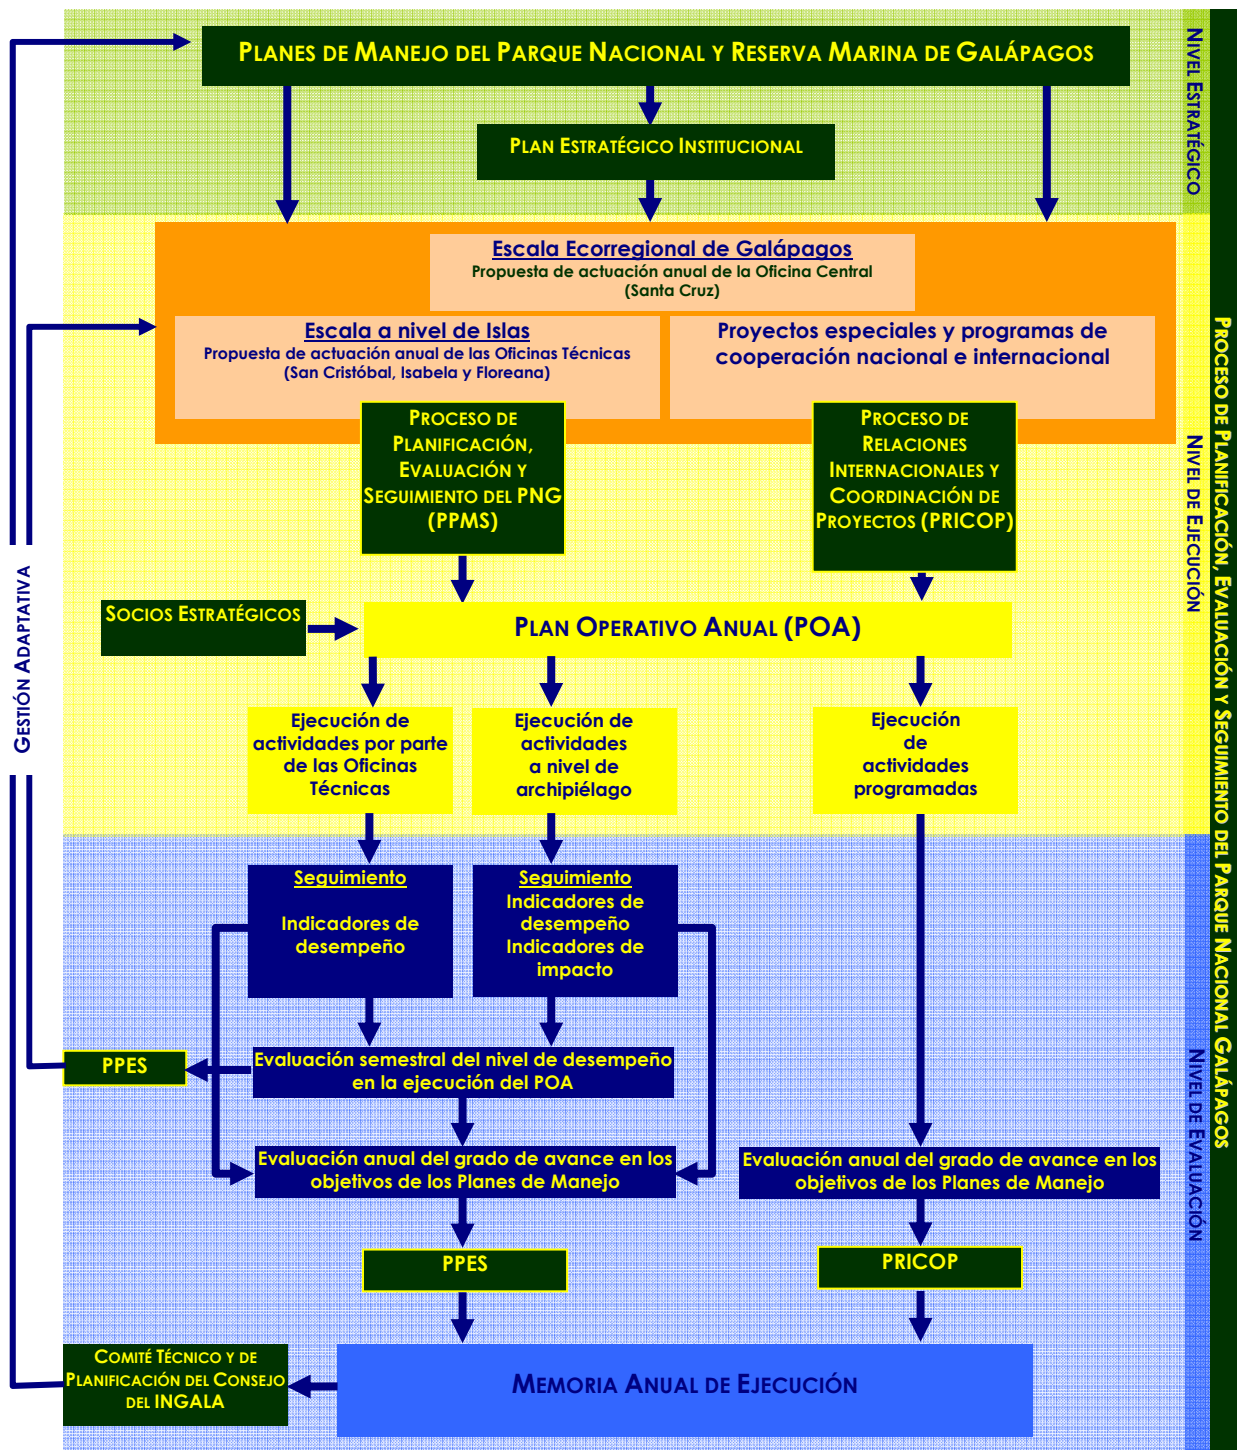 PLANES DE MANEJO DEL PARQUE NACIONAL Y RESERVA MARINA DE GALÁPAGOS
PLAN ESTRATÉGICO INSTITUCIONAL
NIVEL ESTRATÉGICO
Escala Ecorregional de Galápagos
Propuesta de actuación anual de la Oficina Central
(Santa Cruz)
Escala a nivel de Islas
Propuesta de actuación anual de las Oficinas Técnicas
(San Cristóbal, Isabela y Floreana)
Proyectos especiales y programas de
cooperación nacional e internacional
PROCESO DE
PLANIFICACIÓN,
EVALUACIÓN Y
SEGUIMIENTO DEL PNG
(PPMS)
PROCESO DE
RELACIONES
INTERNACIONALES Y
COORDINACIÓN DE
PROYECTOS (PRICOP)
NIVEL DE EJECUCIÓN
PROCESO DE PLANIFICACIÓN, EVALUACIÓN Y SEGUIMIENTO DEL PARQUE NACIONAL GALÁPAGOS
GESTIÓN ADAPTATIVA
SOCIOS ESTRATÉGICOS
PLAN OPERATIVO ANUAL (POA)
Ejecución de
actividades por parte
de las Oficinas
Técnicas
Ejecución de
actividades
a nivel de
archipiélago
Ejecución
de
actividades
programadas
Seguimiento
Indicadores de
desempeño
Seguimiento
Indicadores de
desempeño
Indicadores de
impacto
PPES
Evaluación semestral del nivel de desempeño
en la ejecución del POA
NIVEL DE EVALUACIÓN
Evaluación anual del grado de avance en los
objetivos de los Planes de Manejo
Evaluación anual del grado de avance en los
objetivos de los Planes de Manejo
PPES
PRICOP
COMITÉ TÉCNICO Y DE
PLANIFICACIÓN DEL CONSEJO
DEL INGALA
MEMORIA ANUAL DE EJECUCIÓN